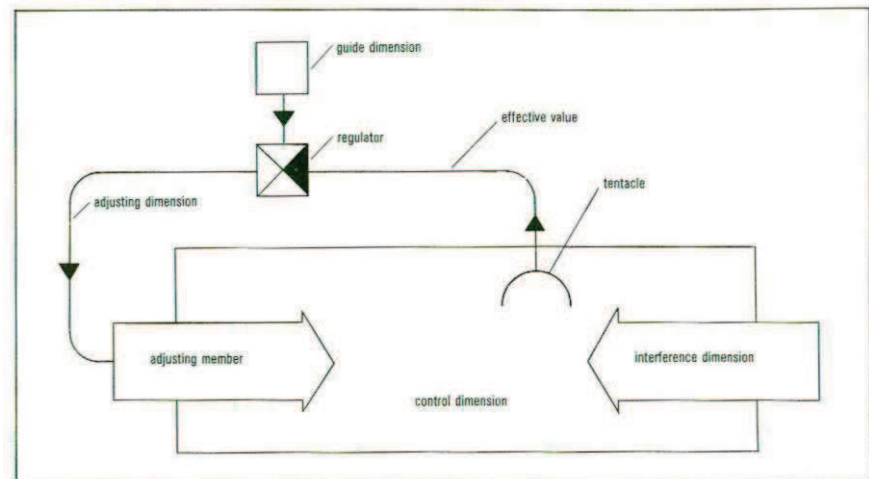 guide dimension
effective value
regulator
tentacle
adjusting dimension
adjusting member
interference dimension
control dimension